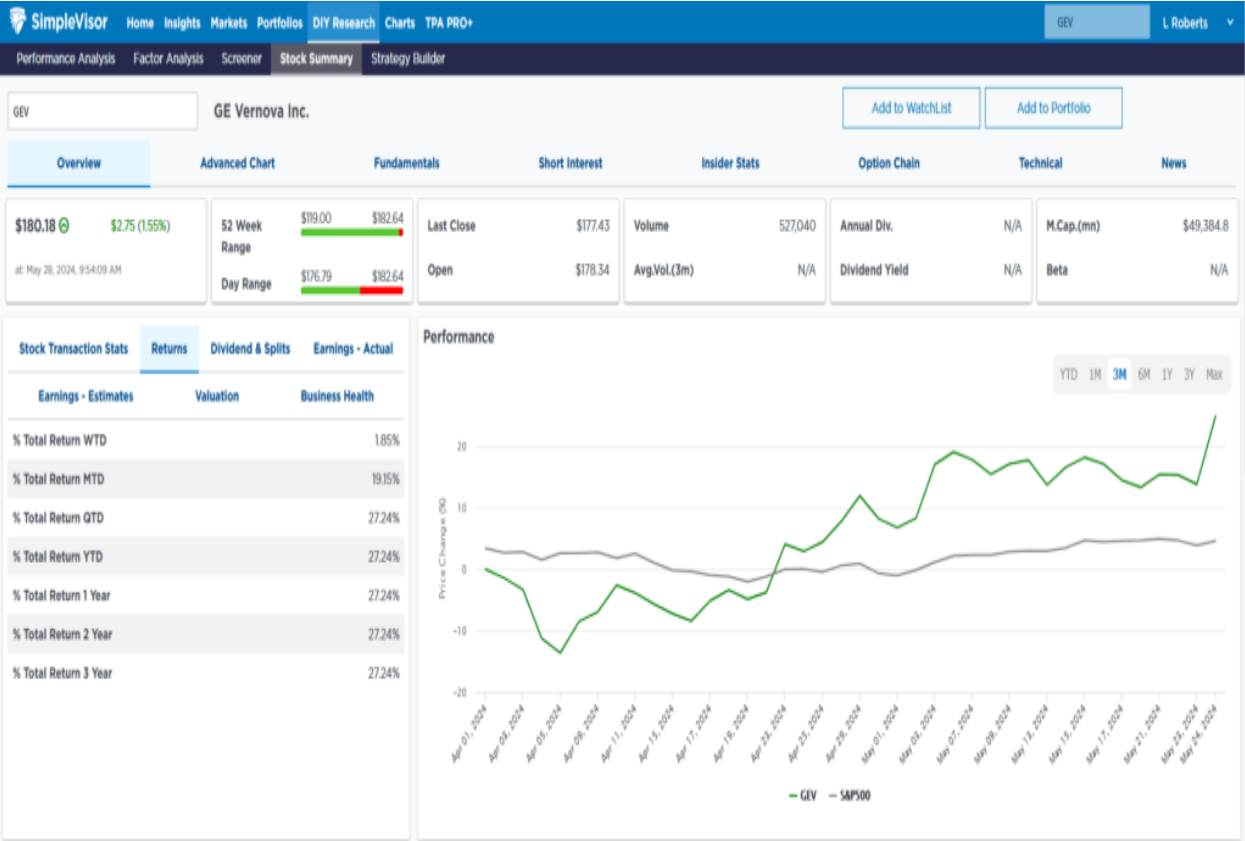 SimpleVisor Home Insights Markets Portfolios DIY Research Charts TPA PRO+ GEV L Roberts
Performance Analysis Factor Analysis Screener Stock Summary Strategy Builder
GEV GE Vernova Inc. Add to WatchList Add to Portfolio
Overview Advanced Chart Fundamentals Short Interest Insider Stats Option Chain Technical News
$180.18 $2.75 (1.55%)
at: May 28, 2024, 9:54:09 AM
52 Week Range $119.00 $182.64
Day Range $176.79 $182.64
Last Close $177.43
Open $178.34
Volume 527,040
Avg.Vol.(3m) N/A
Annual Div. N/A
Dividend Yield N/A
M.Cap.(mn) $49,384.8
Beta N/A
Stock Transaction Stats Returns Dividend & Splits Earnings - Actual
Earnings - Estimates Valuation Business Health
% Total Return WTD 1.85%
% Total Return MTD 19.15%
% Total Return QTD 27.24%
% Total Return YTD 27.24%
% Total Return 1 Year 27.24%
% Total Return 2 Year 27.24%
% Total Return 3 Year 27.24%
Performance
YTD 1M 3M 6M 1Y 3Y Max
Price Change (%)
20
10
0
-10
-20
Apr 01, 2024
Apr 03, 2024
Apr 05, 2024
Apr 09, 2024
Apr 11, 2024
Apr 15, 2024
Apr 17, 2024
Apr 19, 2024
Apr 23, 2024
Apr 25, 2024
Apr 29, 2024
May 01, 2024
May 03, 2024
May 07, 2024
May 09, 2024
May 13, 2024
May 15, 2024
May 17, 2024
May 21, 2024
May 23, 2024
May 24, 2024
GEV S&P500